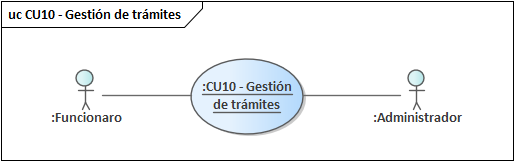 uc CU10 - Gestión de trámites
:CU10 - Gestión
de trámites
:Funcionaro
:Administrador